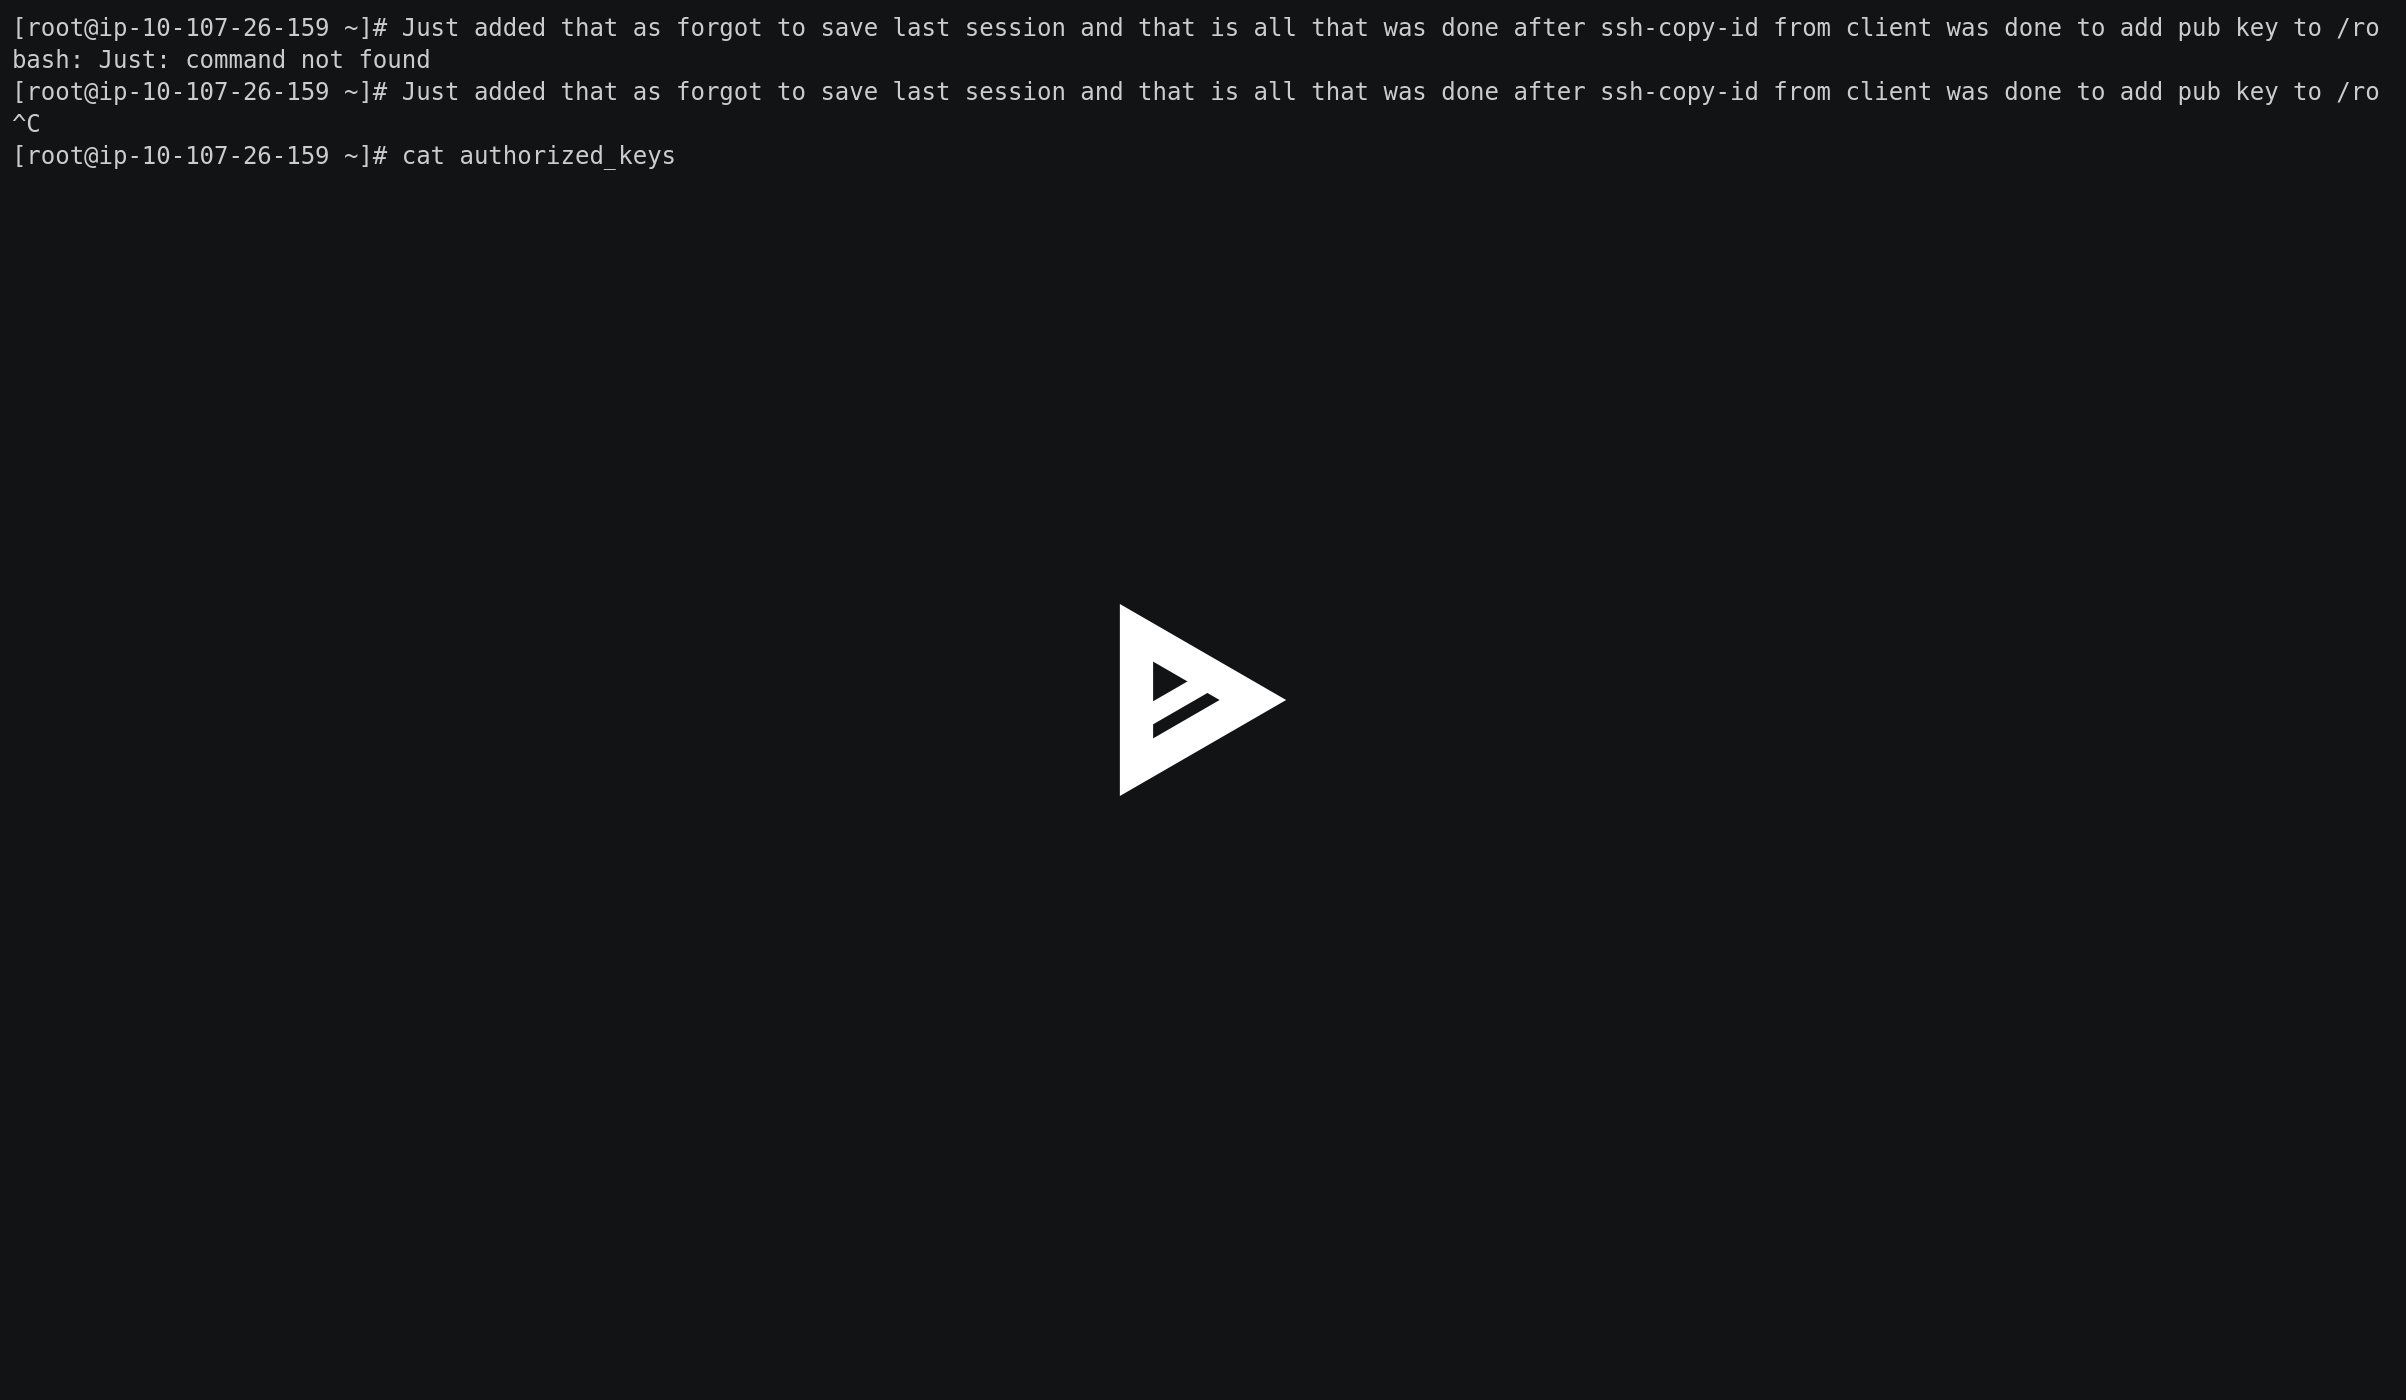 [root@ip-10-107-26-159 ~]# Just added that as forgot to save last session and that is all that was done after ssh-copy-id from client was done to add pub key to /ro
bash: Just: command not found
[root@ip-10-107-26-159 ~]# Just added that as forgot to save last session and that is all that was done after ssh-copy-id from client was done to add pub key to /ro
^C
[root@ip-10-107-26-159 ~]# cat authorized_keys